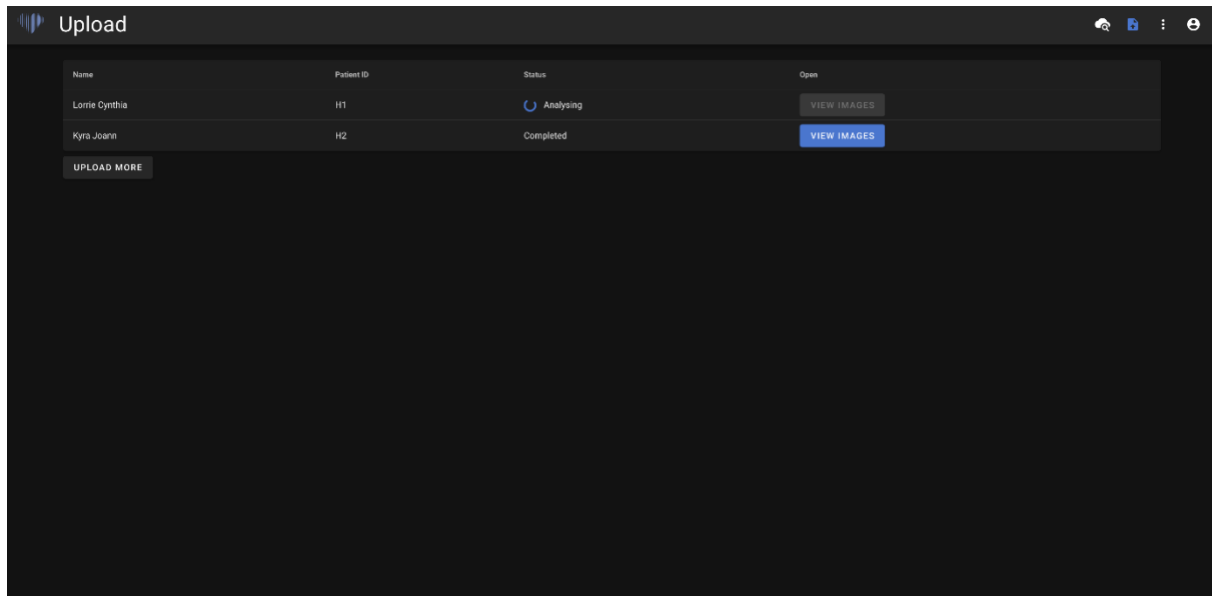 Upload
Name Patient ID Status Open
Lorrie Cynthia H1 Analysing VIEW IMAGES
Kyra Joann H2 Completed VIEW IMAGES
UPLOAD MORE